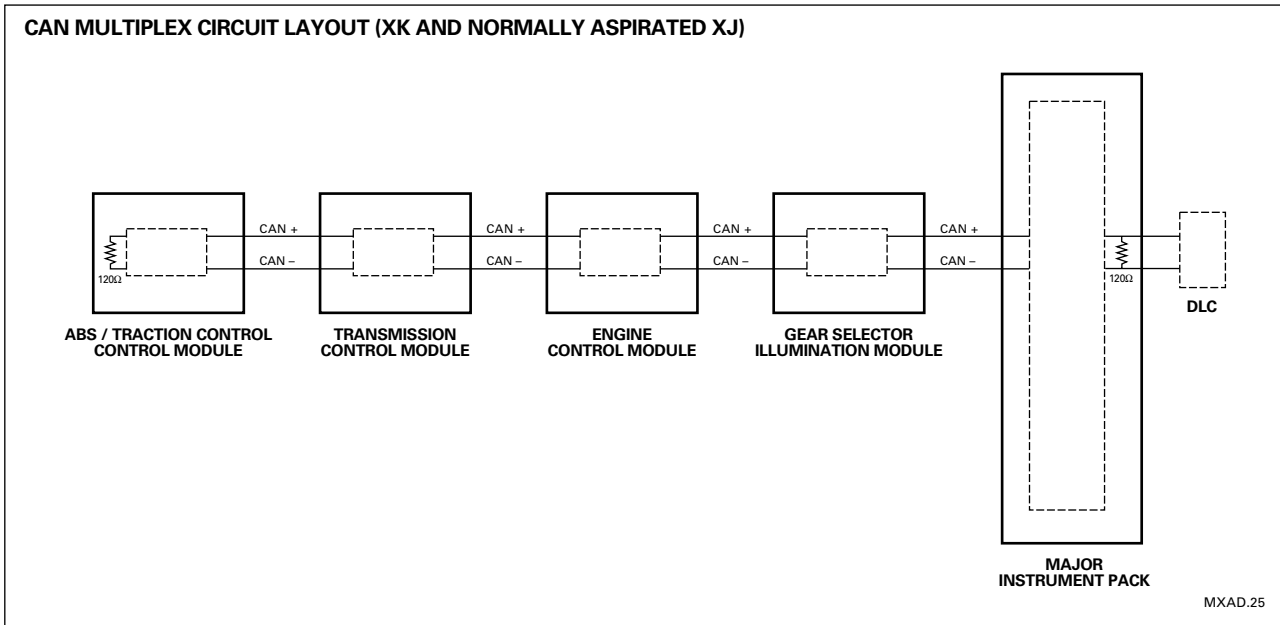 CAN MULTIPLEX CIRCUIT LAYOUT (XK AND NORMALLY ASPIRATED XJ)
CAN +
CAN +
CAN +
CAN +
CAN –
CAN –
CAN –
CAN –
120Ω
120Ω
DLC
ABS / TRACTION CONTROL
CONTROL MODULE
TRANSMISSION
CONTROL MODULE
ENGINE
CONTROL MODULE
GEAR SELECTOR
ILLUMINATION MODULE
MAJOR
INSTRUMENT PACK
MXAD.25